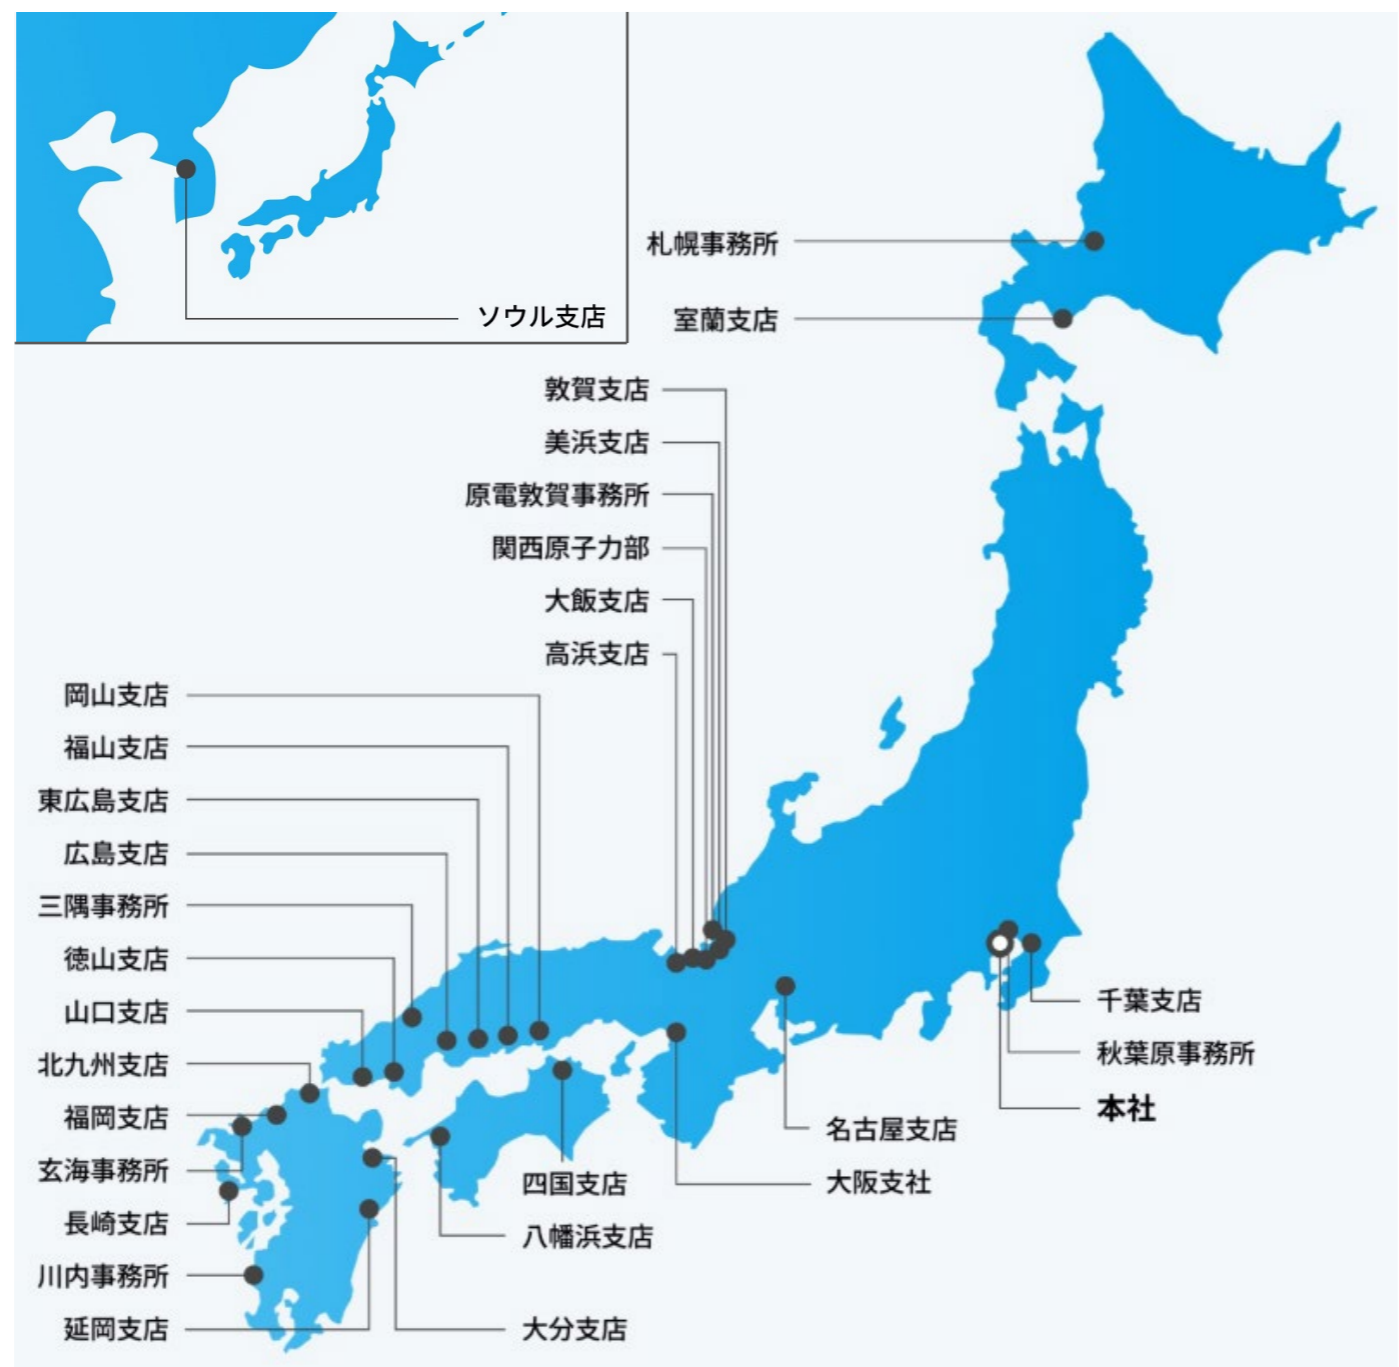 ソウル支店
札幌事務所
室蘭支店
敦賀支店
美浜支店
原電敦賀事務所
関西原子力部
大飯支店
高浜支店
岡山支店
福山支店
東広島支店
広島支店
三隅事務所
徳山支店
山口支店
北九州支店
福岡支店
玄海事務所
長崎支店
川内事務所
延岡支店
四国支店
八幡浜支店
大分支店
名古屋支店
大阪支社
千葉支店
秋葉原事務所
本社